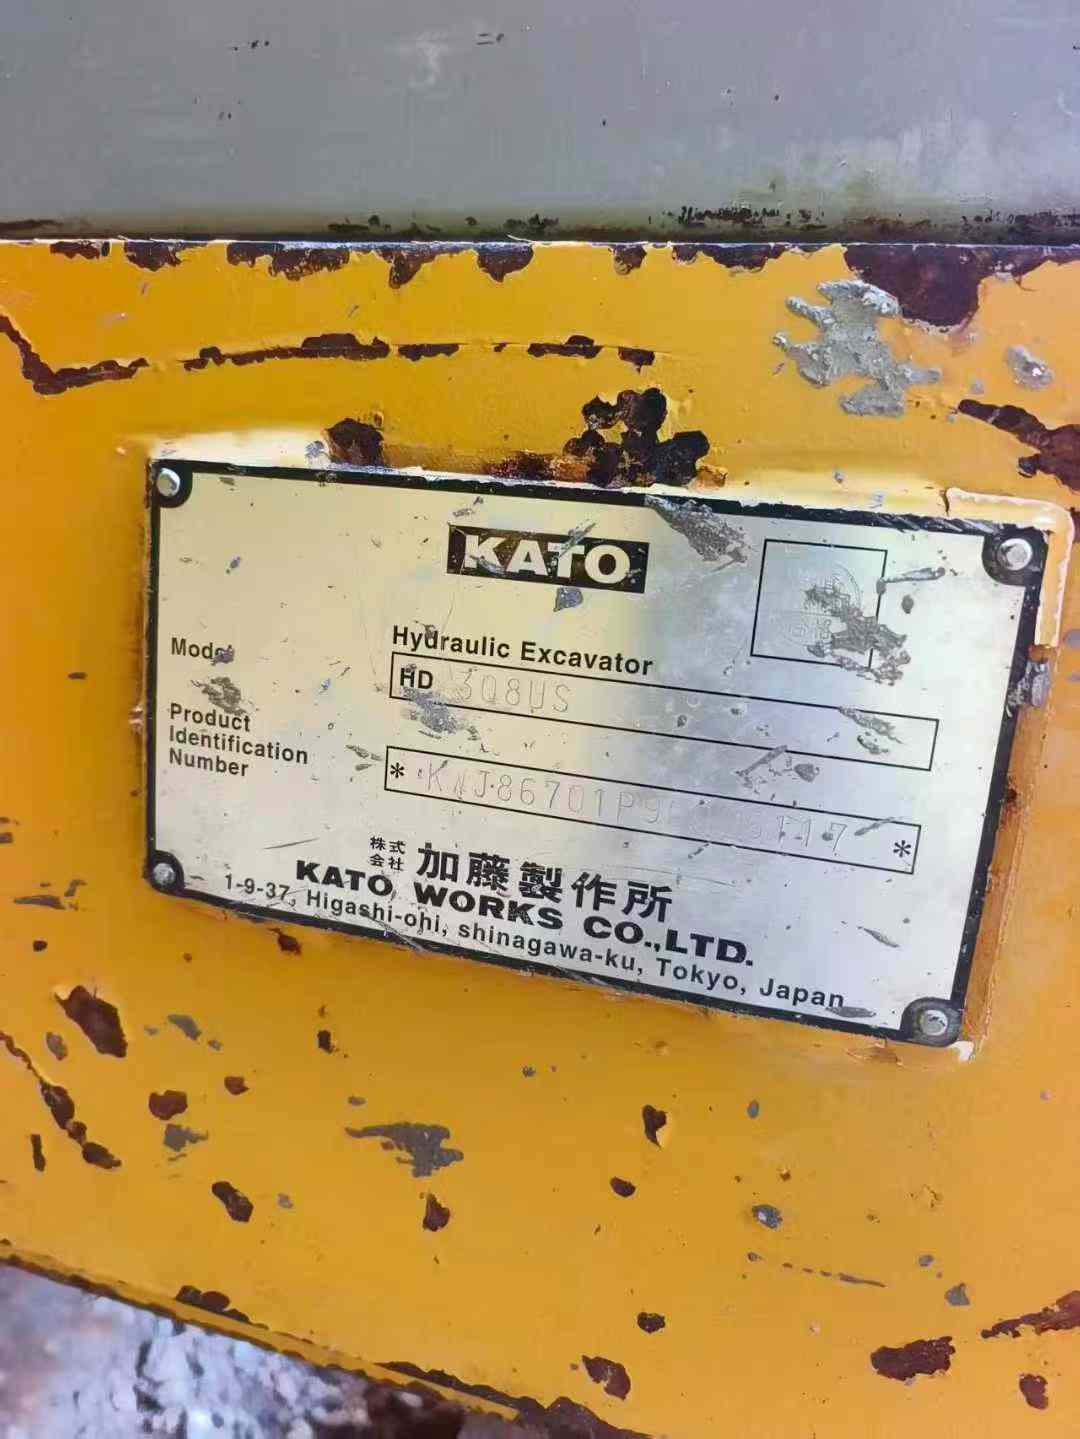 KATO
Hydraulic Excavator
Model
HD 308US
Product
Identification
Number
株式
会社
加藤製作所
KATO WORKS CO.,LTD.
1-9-37, Higashi-ohi, shinagawa-ku, Tokyo, Japan